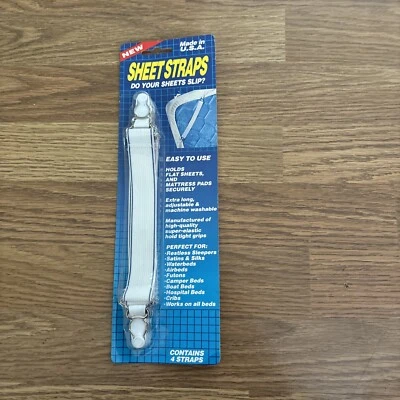 NEW
Made in
U.S.A.
SHEET STRAPS
DO YOUR SHEETS SLIP?
EASY TO USE
HOLDS
FLAT SHEETS,
AND
MATTRESS PADS
SECURELY
Extra long,
adjustable &
machine washable
Manufactured of
high-quality
super-elastic
hold tight grips
PERFECT FOR:
·Restless Sleepers
·Satins & Silks
·Waterbeds
·Airbeds
·Futons
·Camper Beds
·Boat Beds
·Hospital Beds
·Cribs
·Works on all beds
CONTAINS
4 STRAPS